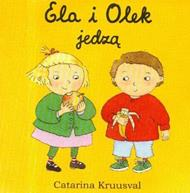 Ela i Olek
jedzą
Catarina Kruusval